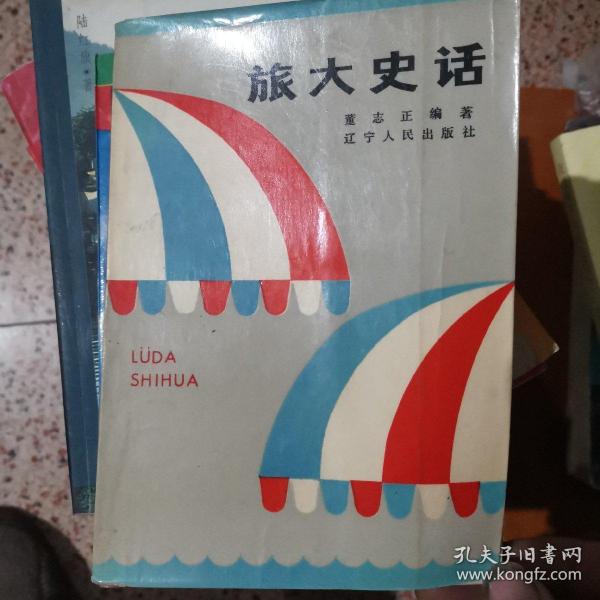 旅大史话
董志正编著
辽宁人民出版社
LÜDA
SHIHUA
孔夫子旧书网
www.kongfz.com